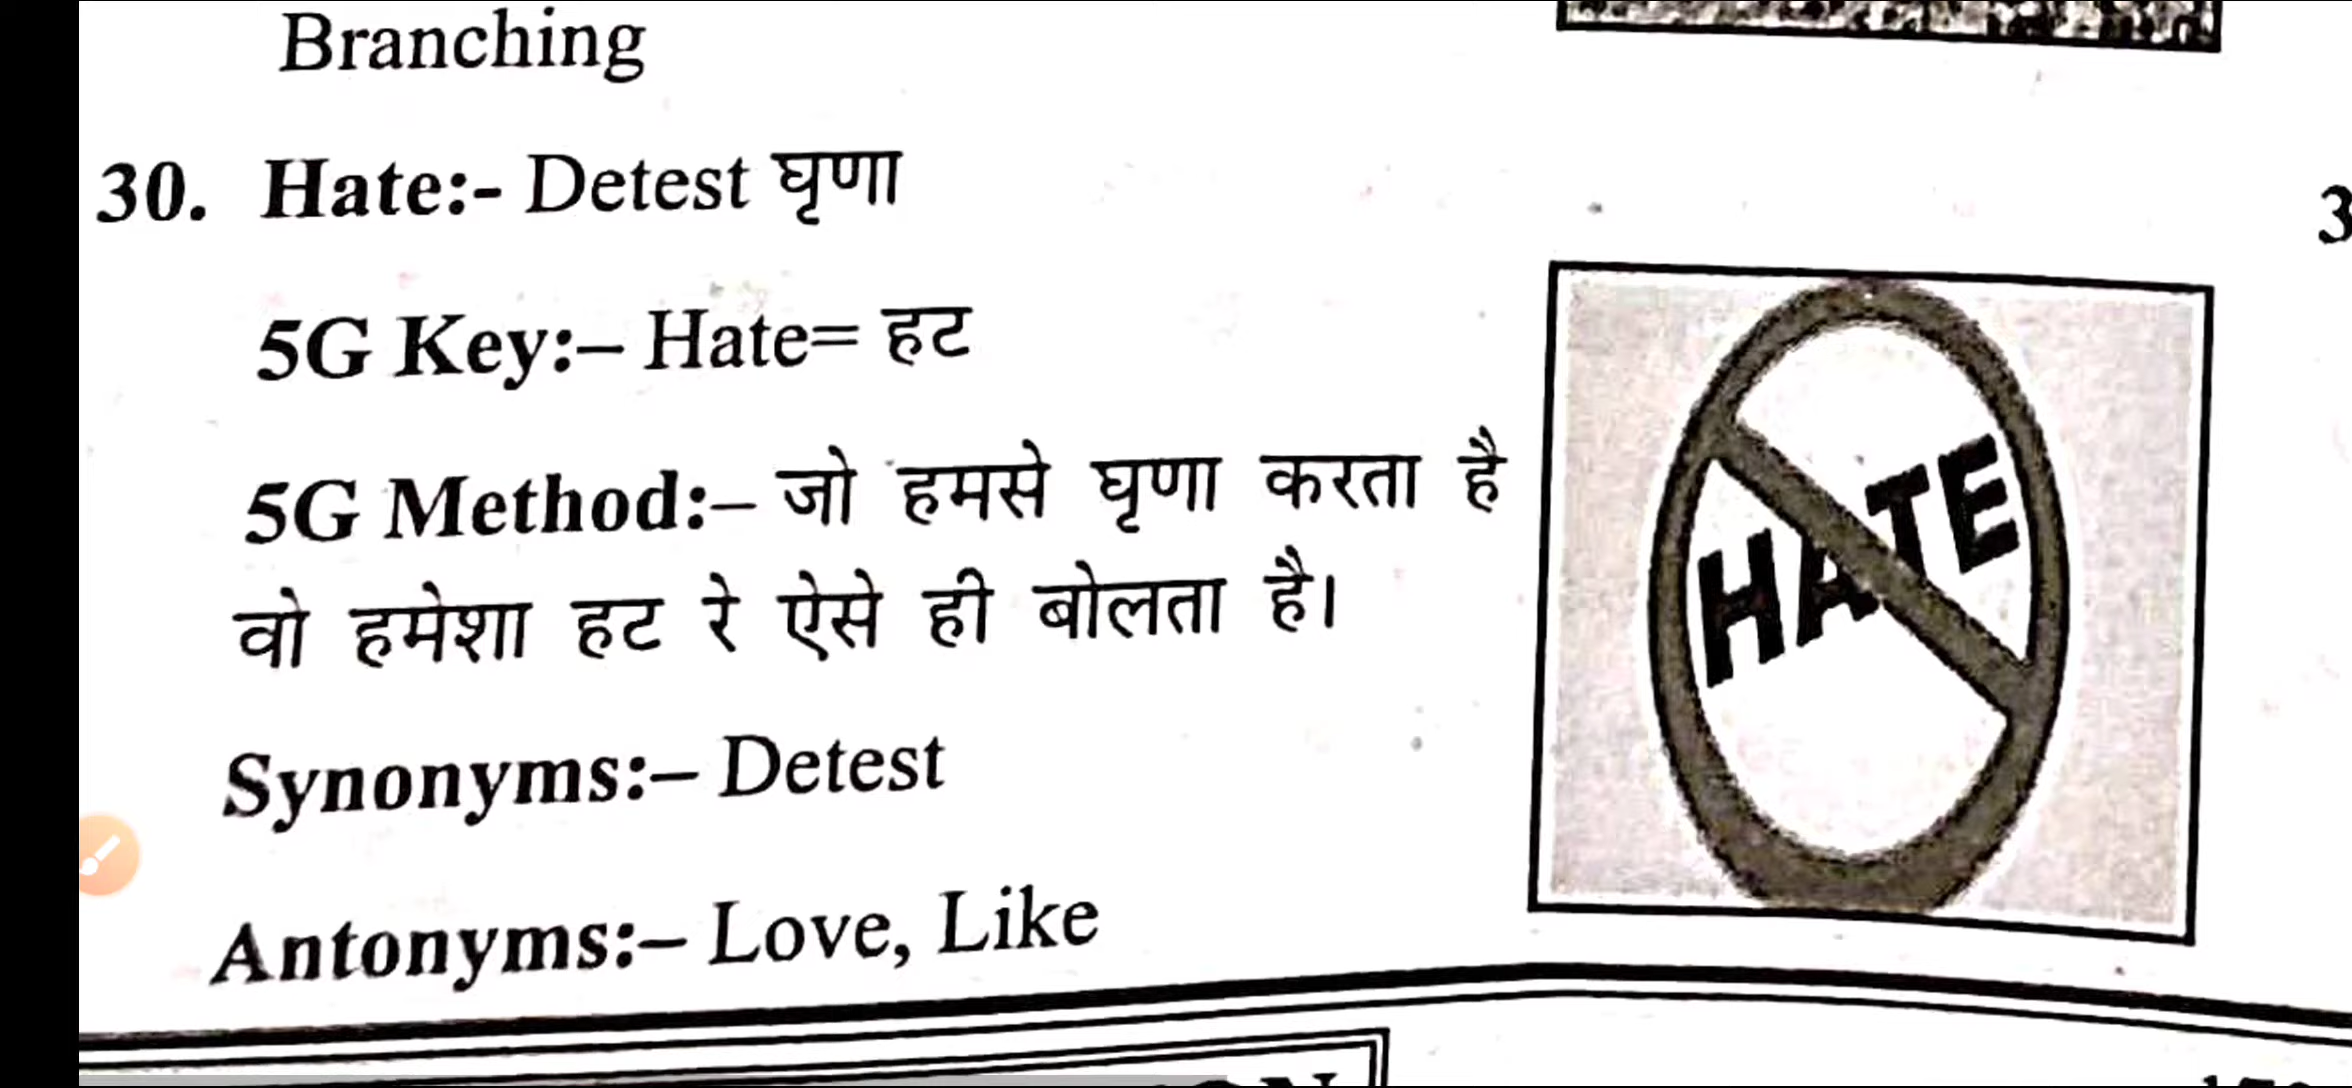 Branching
30. Hate:- Detest घृणा
5G Key:– Hate= हट
5G Method:– जो हमसे घृणा करता है
वो हमेशा हट रे ऐसे ही बोलता है।
Synonyms:– Detest
Antonyms:– Love, Like
HATE